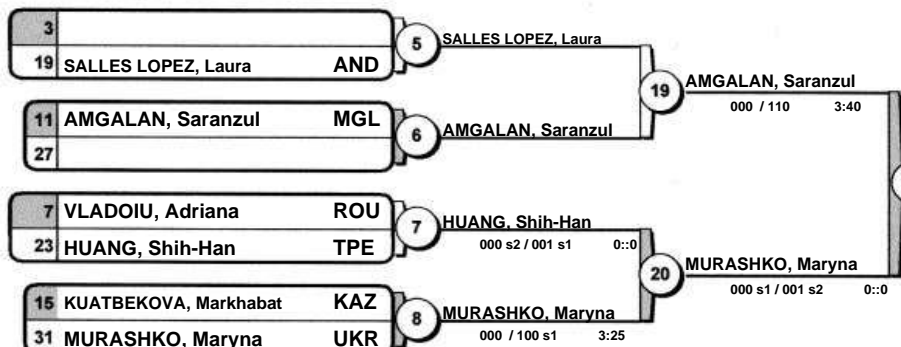 3
19 SALLES LOPEZ, Laura AND
5 SALLES LOPEZ, Laura
11 AMGALAN, Saranzul MGL
27
6 AMGALAN, Saranzul
19 AMGALAN, Saranzul
000 / 110 3:40
7 VLADOIU, Adriana ROU
23 HUANG, Shih-Han TPE
7 HUANG, Shih-Han
000 s2 / 001 s1 0::0
15 KUATBEKOVA, Markhabat KAZ
31 MURASHKO, Maryna UKR
8 MURASHKO, Maryna
000 / 100 s1 3:25
20 MURASHKO, Maryna
000 s1 / 001 s2 0::0